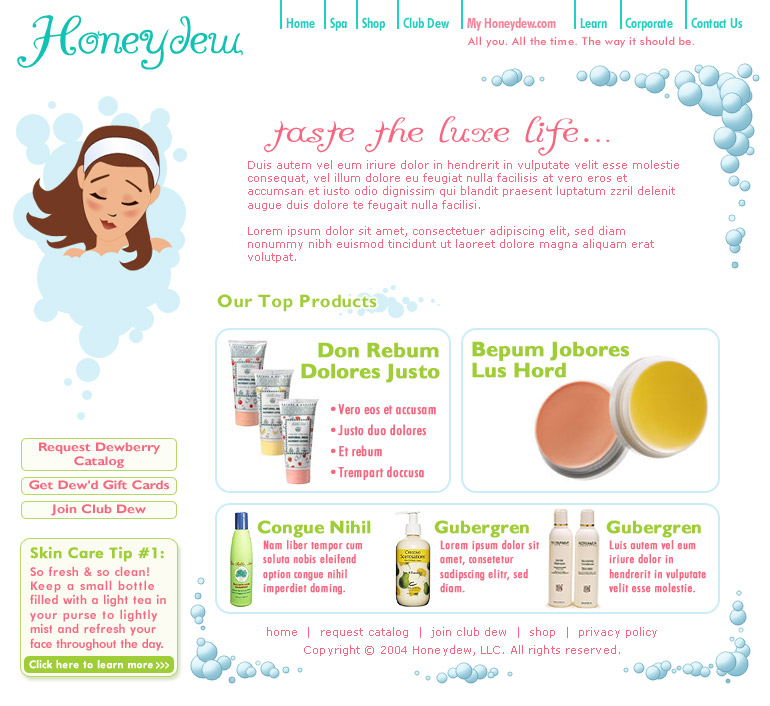 Honeydew
Home
Spa
Shop
Club Dew
My Honeydew.com
Learn
Corporate
Contact Us
All you. All the time. The way it should be.
taste the luxe life...
Duis autem vel eum iriure dolor in hendrerit in vulputate velit esse molestie
consequat, vel illum dolore eu feugiat nulla facilisis at vero eros et
accumsan et iusto odio dignissim qui blandit praesent luptatum zzril delenit
augue duis dolore te feugait nulla facilisi.
Lorem ipsum dolor sit amet, consectetuer adipiscing elit, sed diam
nonummy nibh euismod tincidunt ut laoreet dolore magna aliquam erat
volutpat.
Our Top Products
Don Rebum
Dolores Justo
• Vero eos et accusam
• Justo duo dolores
• Et rebum
• Tremport doccusa
Bepum Jobores
Lus Hord
Request Dewberry
Catalog
Get Dew'd Gift Cards
Join Club Dew
Skin Care Tip #1:
So fresh & so clean!
Keep a small bottle
filled with a light tea in
your purse to lightly
mist and refresh your
face throughout the day.
Click here to learn more >>>
Congue Nihil
Nam liber tempor cum
soluta nobis eleifend
option congue nihil
imperdiet doming.
Gubergren
Lorem ipsum dolor sit
amet, consetetur
sadipscing elitr, sed
diam.
Gubergren
Luis autem vel eum
iriure dolor in
hendrerit in vulputate
velit esse molestie.
home | request catalog | join club dew | shop | privacy policy
Copyright © 2004 Honeydew, LLC. All rights reserved.